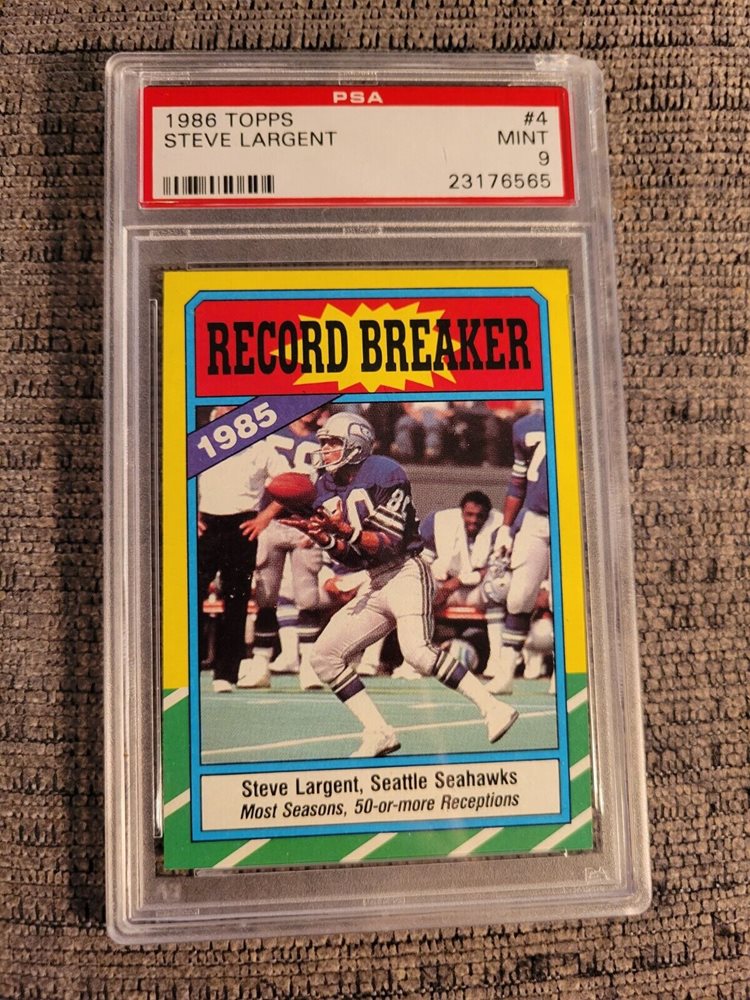 PSA
1986 TOPPS #4
STEVE LARGENT MINT
9
23176565
RECORD BREAKER
1985
80
7
Steve Largent, Seattle Seahawks
Most Seasons, 50-or-more Receptions